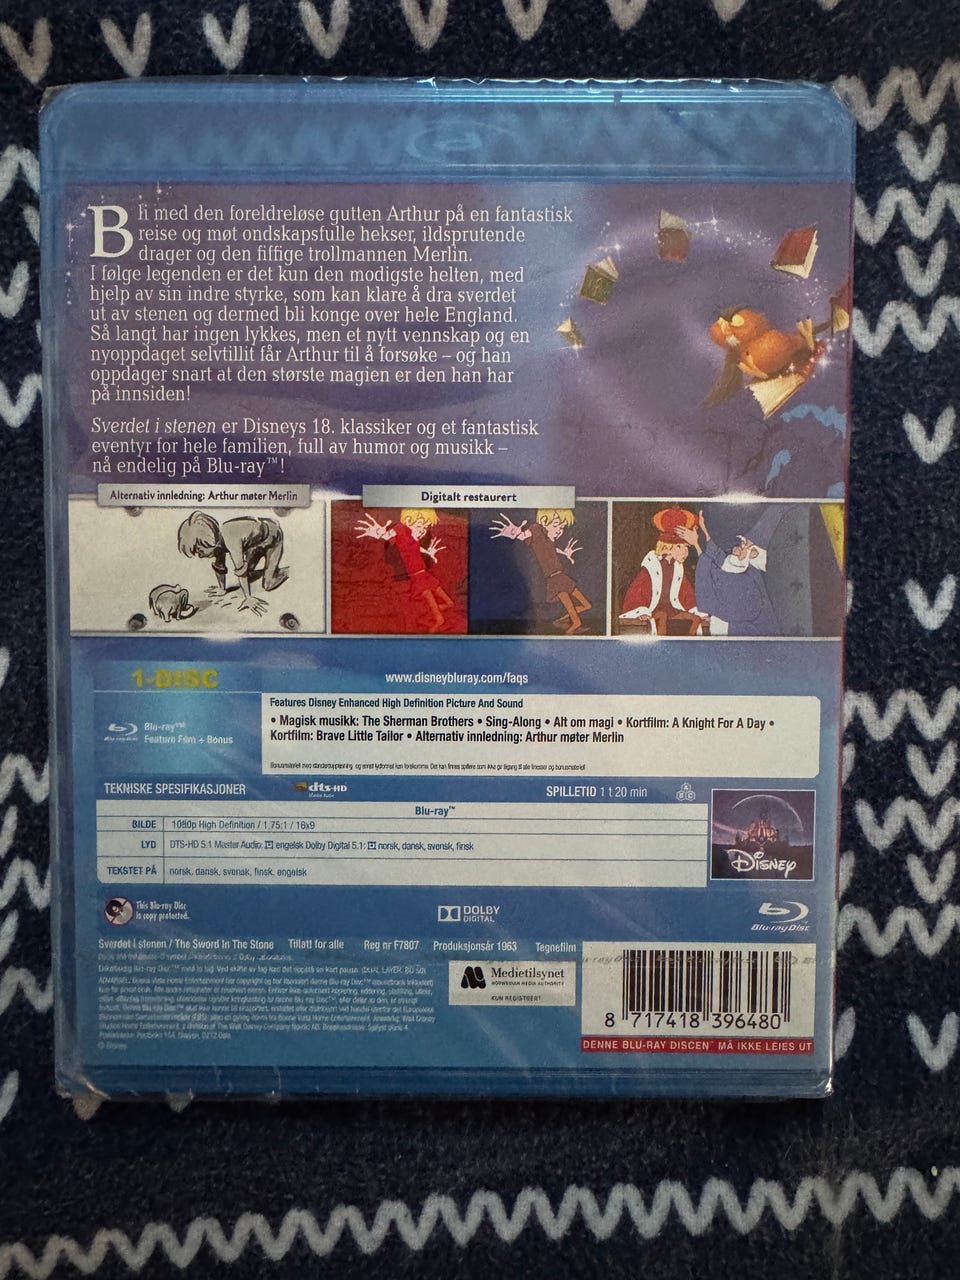 Bli med den foreldreløse gutten Arthur på en fantastisk
reise og møt ondskapsfulle hekser, ildsprutende
drager og den fiffige trollmannen Merlin.
I følge legenden er det kun den modigste helten, med
hjelp av sin indre styrke, som kan klare å dra sverdet
ut av stenen og dermed bli konge over hele England.
Så langt har ingen lykkes, men et nytt vennskap og en
nyoppdaget selvtillit får Arthur til å forsøke – og han
oppdager snart at den største magien er den han har
på innsiden!
Sverdet i stenen er Disneys 18. klassiker og et fantastisk
eventyr for hele familien, full av humor og musikk –
nå endelig på Blu-ray™!
Alternativ innledning: Arthur møter Merlin
Digitalt restaurert
1-DISC
www.disneybluray.com/faqs
Blu-ray™
Feature Film + Bonus
Features Disney Enhanced High Definition Picture And Sound
• Magisk musikk: The Sherman Brothers • Sing-Along • Alt om magi • Kortfilm: A Knight For A Day •
Kortfilm: Brave Little Tailor • Alternativ innledning: Arthur møter Merlin
TEKNISKE SPESIFIKASJONER
dts-HD
Master Audio
SPILLETID 1 t 20 min
A B C
Blu-ray™
BILDE 1080p High Definition / 1.75:1 / 16x9
LYD DTS-HD 5.1 Master Audio: engelsk Dolby Digital 5.1: norsk, dansk, svensk, finsk
TEKSTET PÅ norsk, dansk, svensk, finsk, engelsk
Disney
This Blu-ray Disc
is copy protected.
DOLBY
DIGITAL
Blu-ray Disc
Sverdet i stenen / The Sword In The Stone Tillatt for alle Reg nr F7807 Produksjonsår 1963 Tegnefilm
Medietilsynet
NORWEGIAN MEDIA AUTHORITY
KUN REGISTRERT
8 717418 396480
DENNE BLU-RAY DISCEN™ MÅ IKKE LEIES UT
© Disney